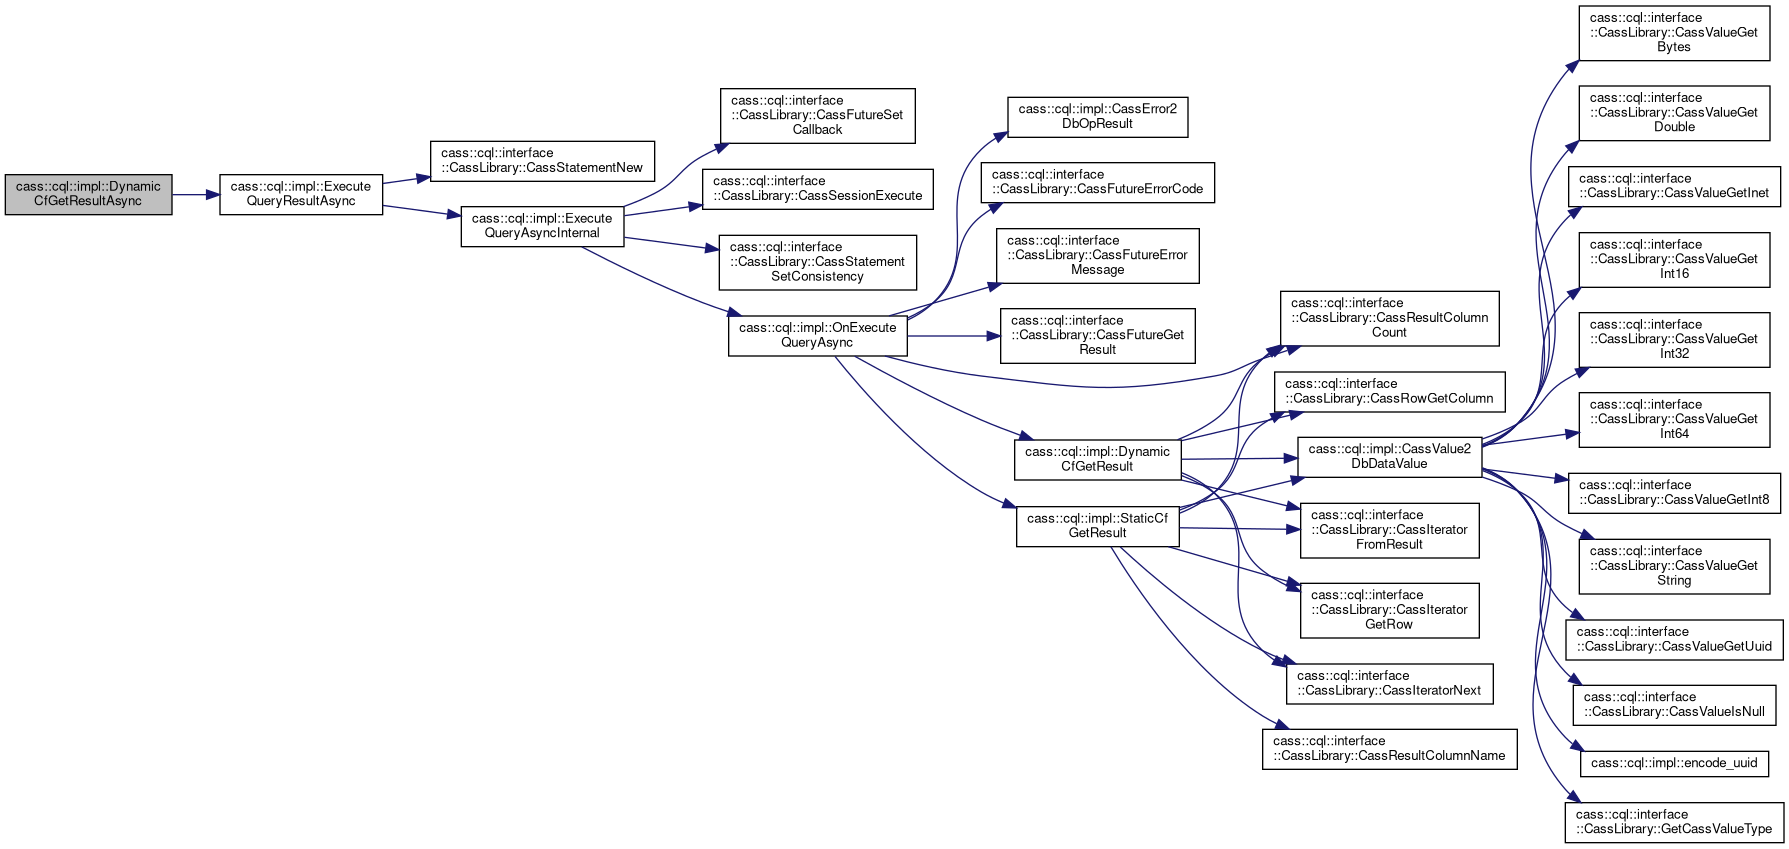 cass::cql::impl::Dynamic
CfGetResultAsync
cass::cql::impl::Execute
QueryResultAsync
cass::cql::interface
::CassLibrary::CassStatementNew
cass::cql::impl::Execute
QueryAsyncInternal
cass::cql::interface
::CassLibrary::CassFutureSet
Callback
cass::cql::interface
::CassLibrary::CassSessionExecute
cass::cql::interface
::CassLibrary::CassStatement
SetConsistency
cass::cql::impl::OnExecute
QueryAsync
cass::cql::impl::CassError2
DbOpResult
cass::cql::interface
::CassLibrary::CassFutureErrorCode
cass::cql::interface
::CassLibrary::CassFutureError
Message
cass::cql::interface
::CassLibrary::CassFutureGet
Result
cass::cql::impl::Dynamic
CfGetResult
cass::cql::impl::StaticCf
GetResult
cass::cql::interface
::CassLibrary::CassResultColumn
Count
cass::cql::interface
::CassLibrary::CassRowGetColumn
cass::cql::impl::CassValue2
DbDataValue
cass::cql::interface
::CassLibrary::CassIterator
FromResult
cass::cql::interface
::CassLibrary::CassIterator
GetRow
cass::cql::interface
::CassLibrary::CassIteratorNext
cass::cql::interface
::CassLibrary::CassResultColumnName
cass::cql::interface
::CassLibrary::CassValueGet
Bytes
cass::cql::interface
::CassLibrary::CassValueGet
Double
cass::cql::interface
::CassLibrary::CassValueGetInet
cass::cql::interface
::CassLibrary::CassValueGet
Int16
cass::cql::interface
::CassLibrary::CassValueGet
Int32
cass::cql::interface
::CassLibrary::CassValueGet
Int64
cass::cql::interface
::CassLibrary::CassValueGetInt8
cass::cql::interface
::CassLibrary::CassValueGet
String
cass::cql::interface
::CassLibrary::CassValueGetUuid
cass::cql::interface
::CassLibrary::CassValueIsNull
cass::cql::impl::encode_uuid
cass::cql::interface
::CassLibrary::GetCassValueType